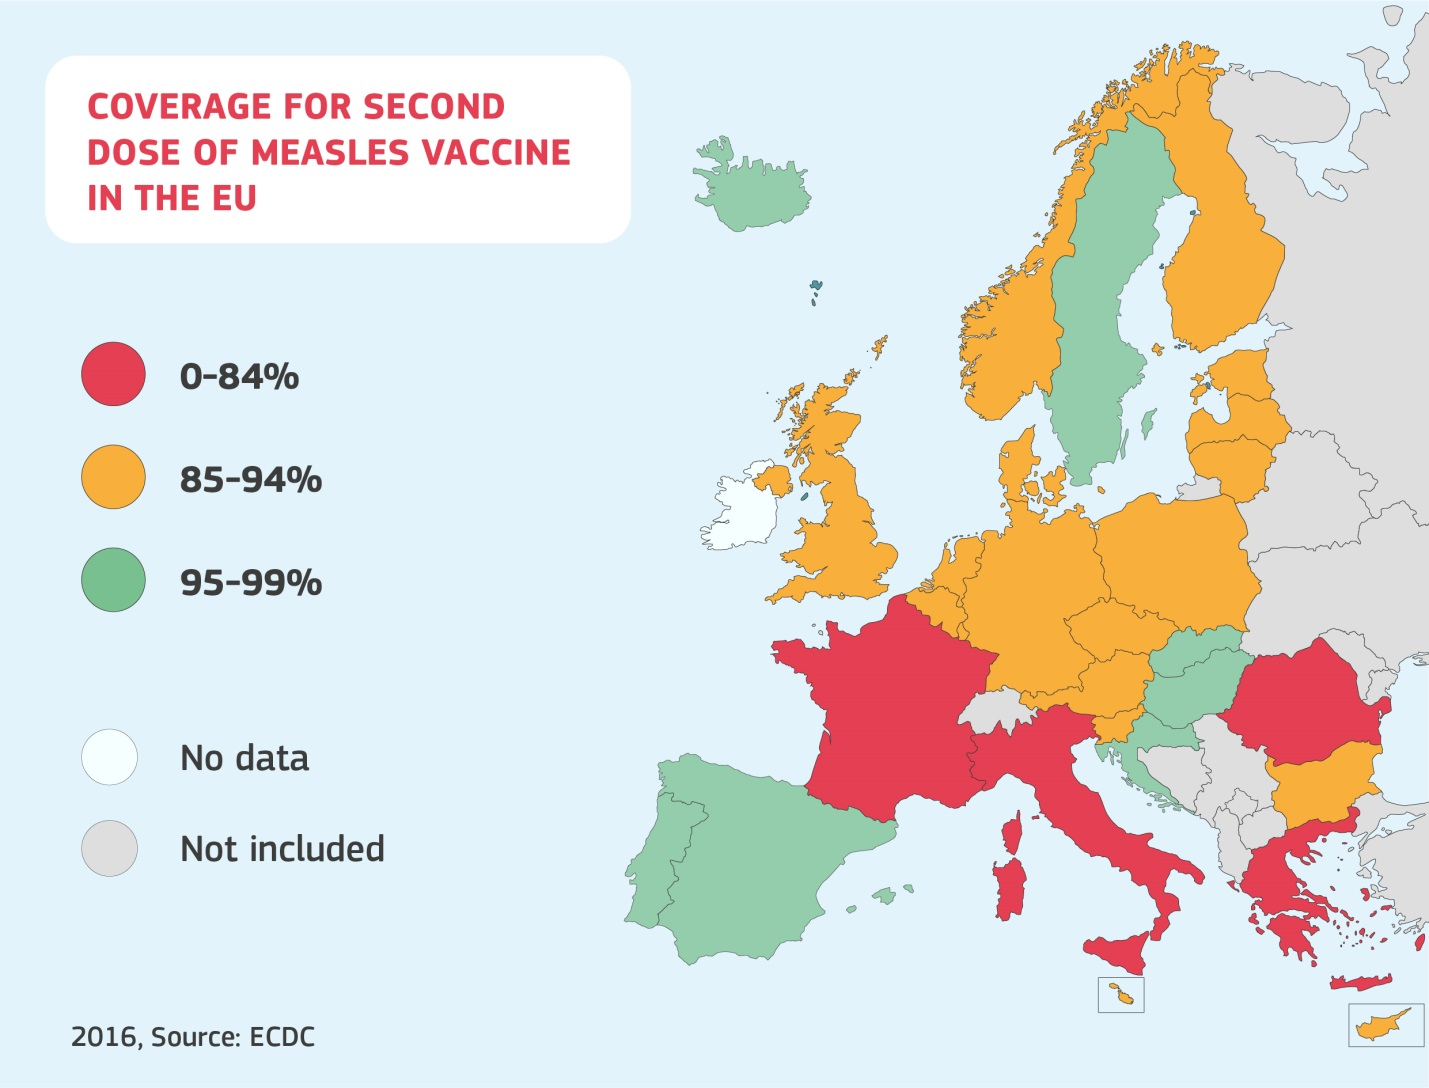 COVERAGE FOR SECOND
DOSE OF MEASLES VACCINE
IN THE EU
0-84%
85-94%
95-99%
No data
Not included
2016, Source: ECDC